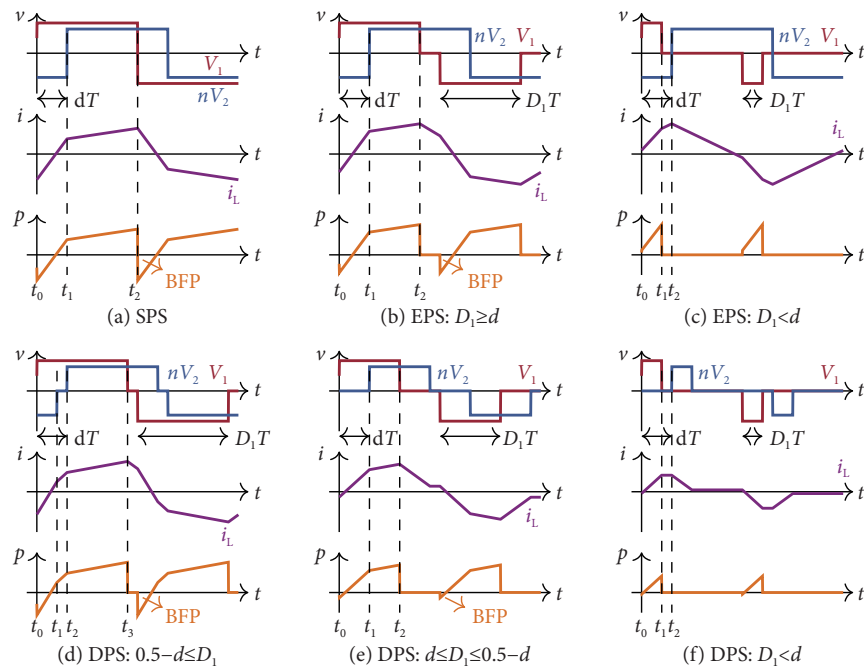 v v v
nV₂ V₁ nV₂ V₁
t t t
V₁
dT nV₂ dT D₁T dT D₁T
i i i
iL
t t t
iL iL
p p p
t t t
BFP BFP
t₀ t₁ t₂ t₀ t₁ t₂ t₀ t₁ t₂
(a) SPS (b) EPS: D₁≥d (c) EPS: D₁<d
v v v
nV₂ V₁ nV₂ V₁ nV₂ V₁
t t t
dT D₁T dT D₁T dT D₁T
i i i
iL
t t t
iL iL
p p p
t t t
BFP BFP
t₀ t₁ t₂ t₃ t₀ t₁ t₂ t₀ t₁ t₂
(d) DPS: 0.5−d≤D₁ (e) DPS: d≤D₁≤0.5−d (f) DPS: D₁<d